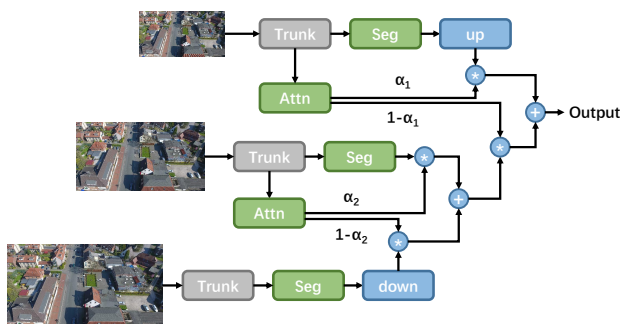 Trunk Seg up
*
Attn α1
1-α1
+ Output
*
Trunk Seg *
Attn α2
+
1-α2
*
Trunk Seg down